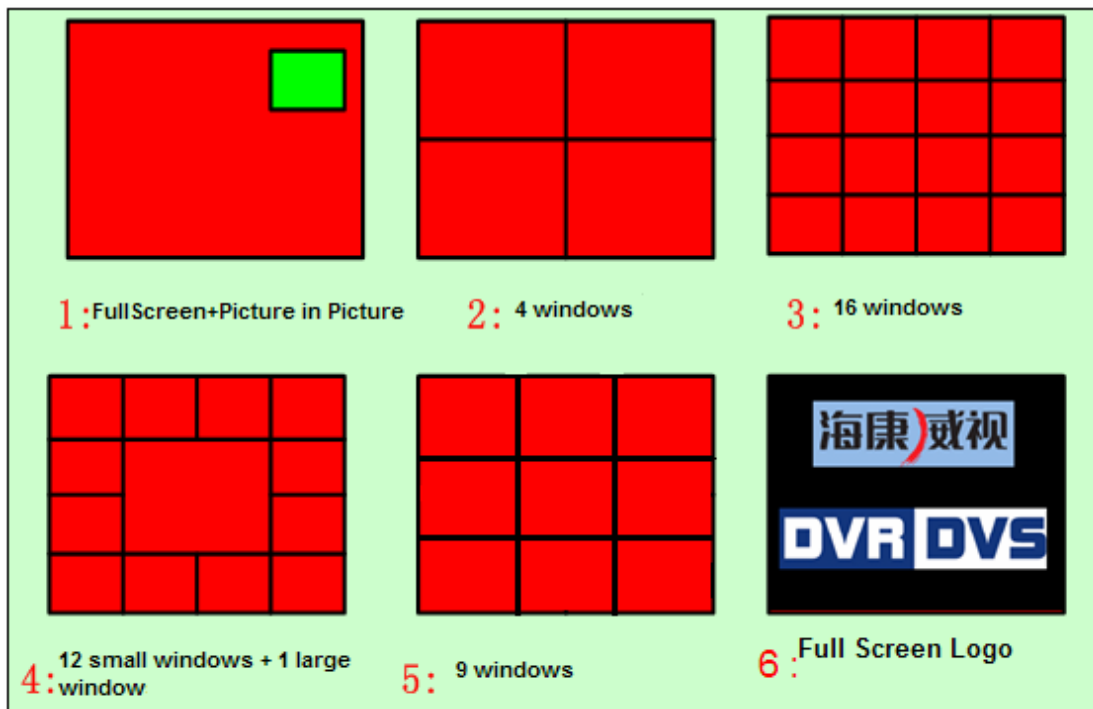 1:FullScreen+Picture in Picture
2: 4 windows
3: 16 windows
海康威视
DVR DVS
4: 12 small windows + 1 large
window
5: 9 windows
6: Full Screen Logo